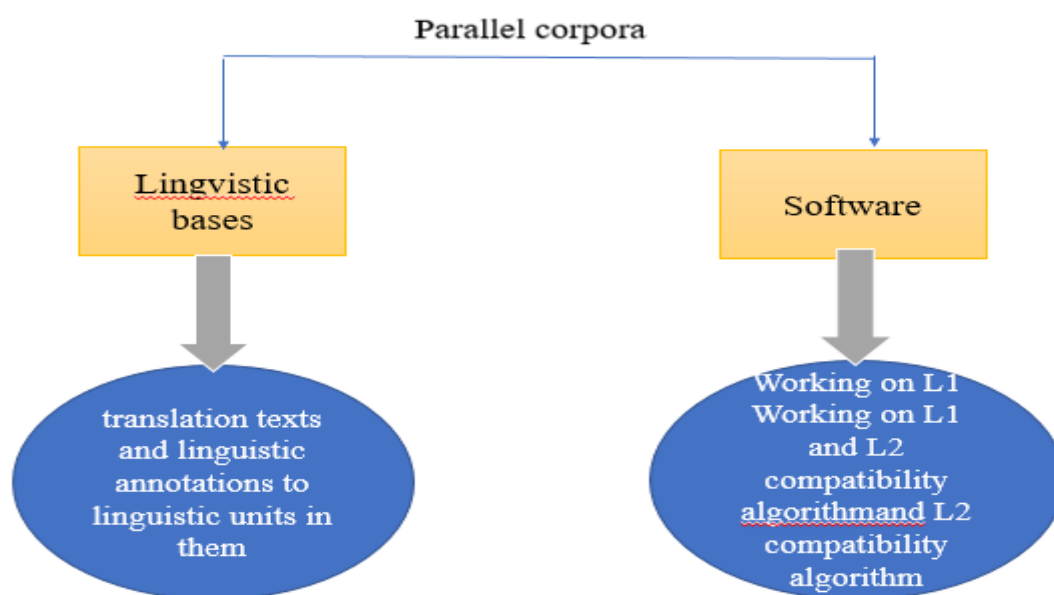 Parallel corpora
Lingvistic
bases
Software
translation texts
and linguistic
annotations to
linguistic units in
them
Working on L1
Working on L1
and L2
compatibility
algorithmand L2
compatibility
algorithm